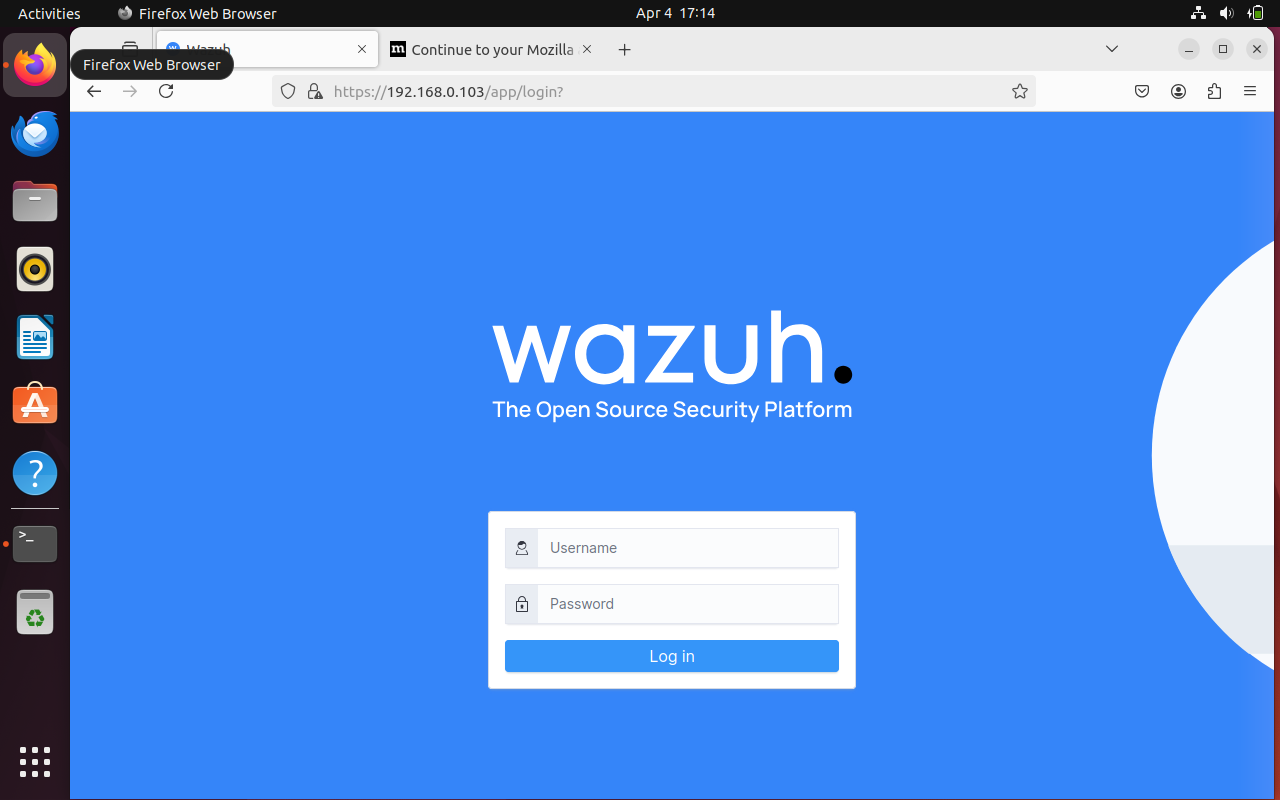 Activities
Firefox Web Browser
Apr 4 17:14
Wazuh
Continue to your Mozilla
Firefox Web Browser
https://192.168.0.103/app/login?
wazuh.
The Open Source Security Platform
Username
Password
Log in